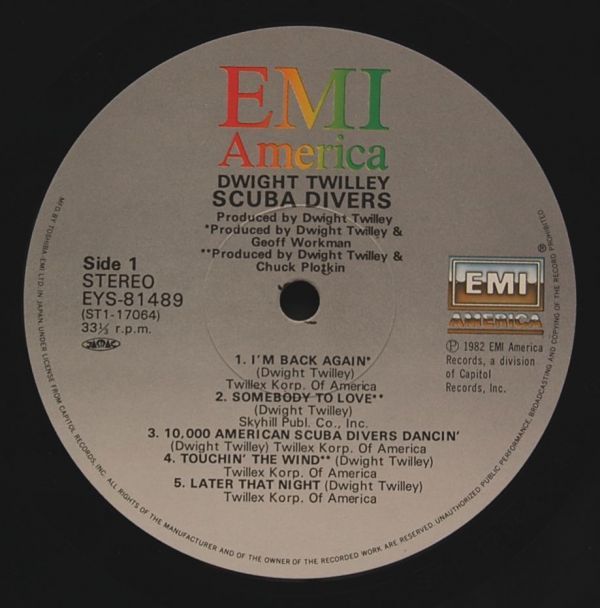 EMI
America
DWIGHT TWILLEY
SCUBA DIVERS
Produced by Dwight Twilley
*Produced by Dwight Twilley &
Geoff Workman
**Produced by Dwight Twilley &
Chuck Plotkin
Side 1
STEREO
EYS-81489
(ST1-17064)
33⅓ r.p.m.
JASRAC
EMI
AMERICA
Ⓟ 1982 EMI America
Records, a division
of Capitol
Records, Inc.
1. I'M BACK AGAIN*
(Dwight Twilley)
Twillex Korp. Of America
2. SOMEBODY TO LOVE**
(Dwight Twilley)
Skyhill Publ. Co., Inc.
3. 10,000 AMERICAN SCUBA DIVERS DANCIN'
(Dwight Twilley) Twillex Korp. Of America
4. TOUCHIN' THE WIND** (Dwight Twilley)
Twillex Korp. Of America
5. LATER THAT NIGHT (Dwight Twilley)
Twillex Korp. Of America
MFG. BY TOSHIBA-EMI LTD. IN JAPAN UNDER LICENSE FROM CAPITOL RECORDS, INC. ALL RIGHTS OF THE MANUFACTURER AND OF THE OWNER OF THE RECORDED WORK ARE RESERVED. UNAUTHORIZED PUBLIC PERFORMANCE, BROADCASTING AND COPYING OF THE RECORD PROHIBITED
Ⓡ